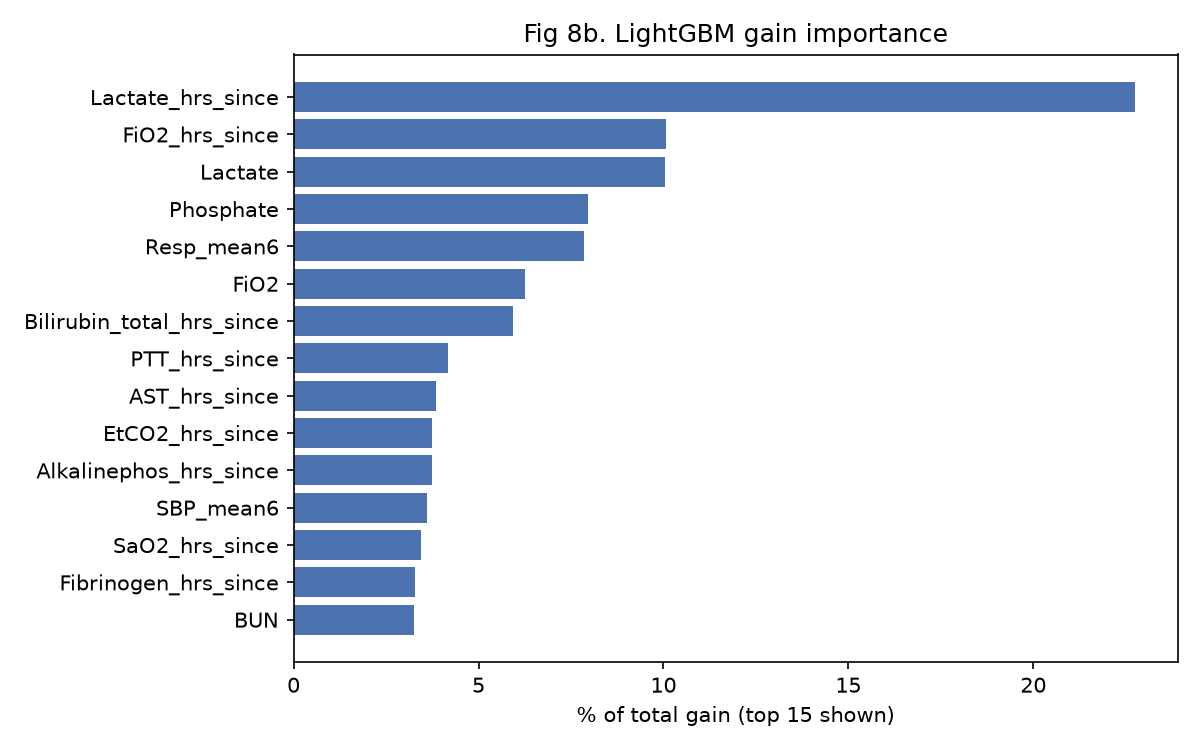 Fig 8b. LightGBM gain importance
Lactate_hrs_since
FiO2_hrs_since
Lactate
Phosphate
Resp_mean6
FiO2
Bilirubin_total_hrs_since
PTT_hrs_since
AST_hrs_since
EtCO2_hrs_since
Alkalinephos_hrs_since
SBP_mean6
SaO2_hrs_since
Fibrinogen_hrs_since
BUN
0 5 10 15 20
% of total gain (top 15 shown)